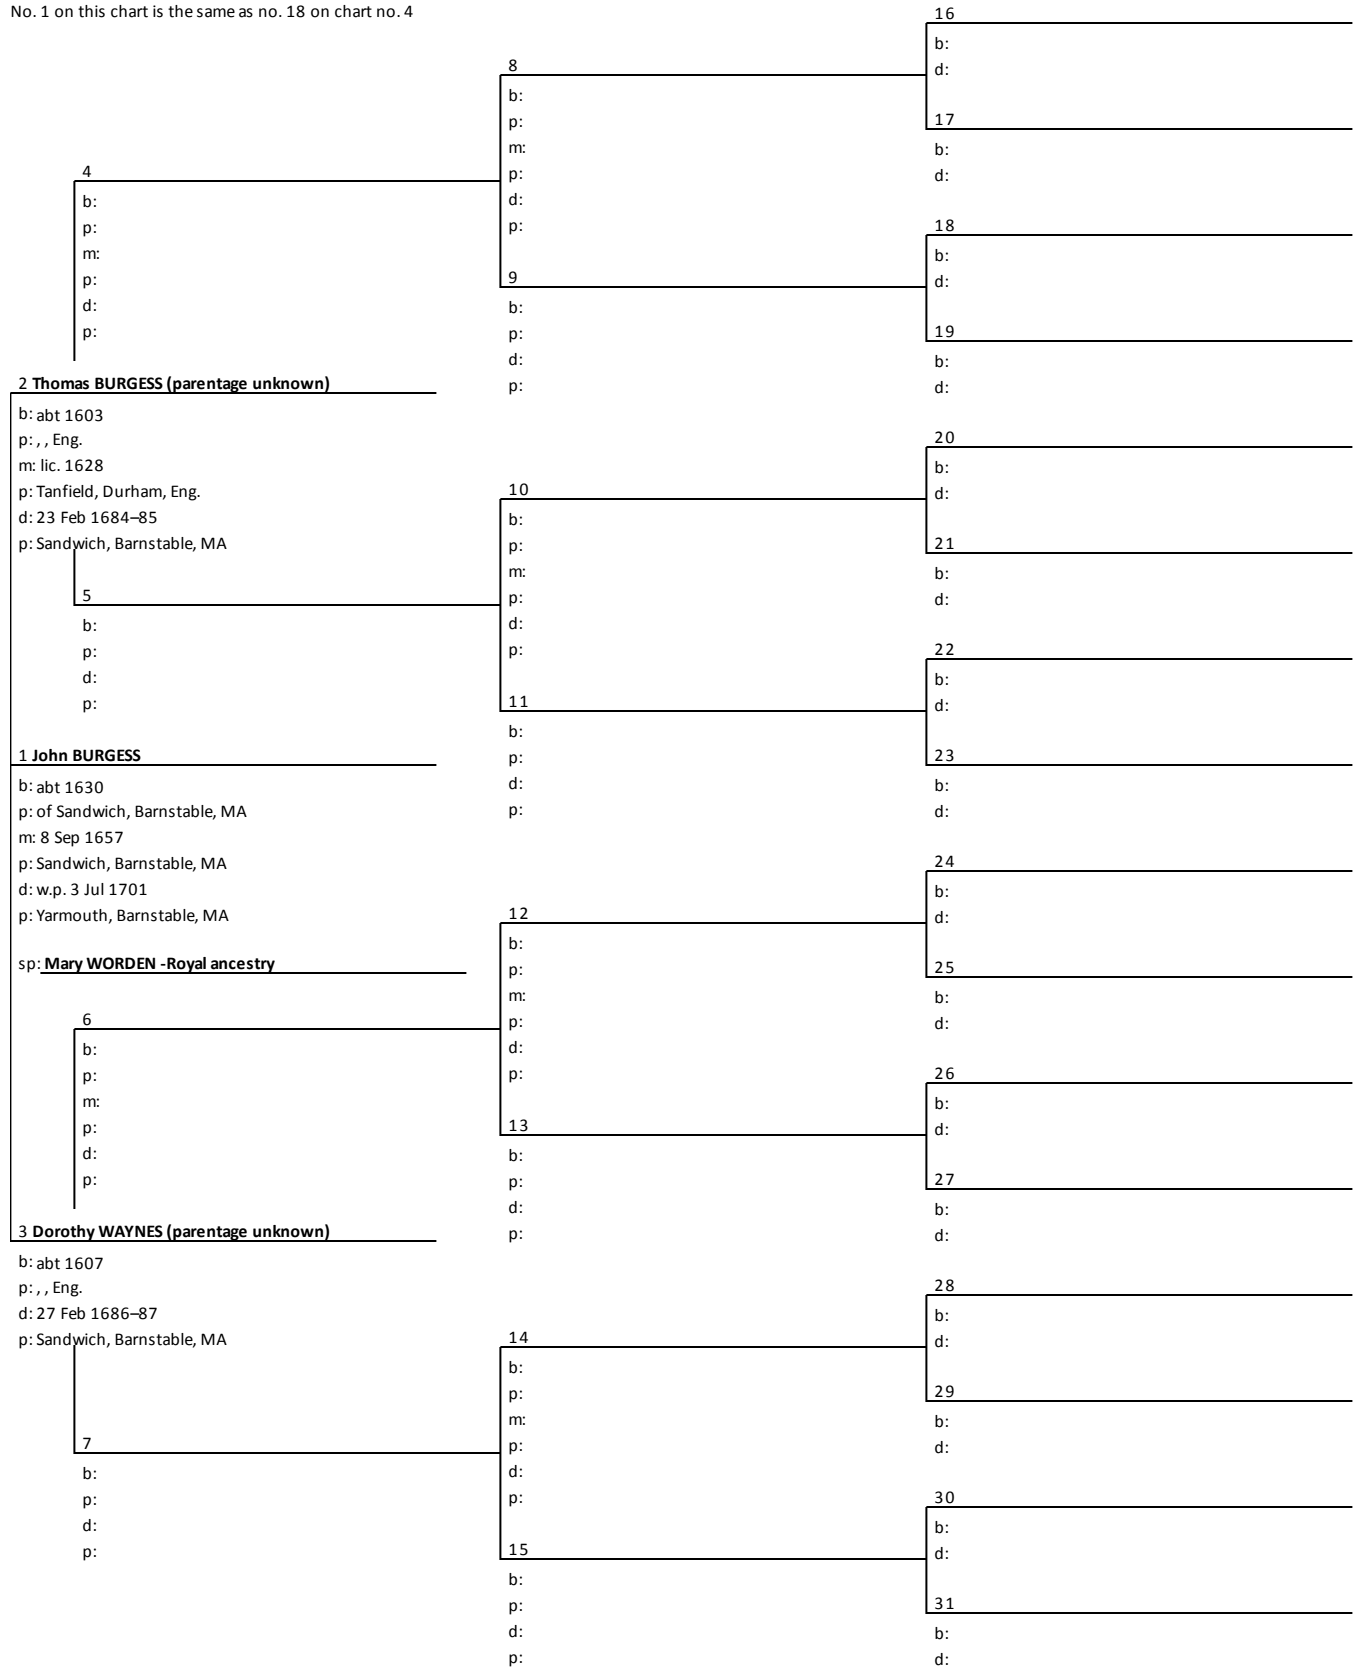 No. 1 on this chart is the same as no. 18 on chart no. 4
16
b:
d:
8
b:
p:
m:
p:
d:
p:
17
b:
d:
4
b:
p:
m:
p:
d:
p:
18
b:
d:
9
b:
p:
d:
p:
19
b:
d:
2 Thomas BURGESS (parentage unknown)
b: abt 1603
p: , , Eng.
m: lic. 1628
p: Tanfield, Durham, Eng.
d: 23 Feb 1684–85
p: Sandwich, Barnstable, MA
20
b:
d:
10
b:
p:
m:
p:
d:
p:
21
b:
d:
5
b:
p:
d:
p:
22
b:
d:
11
b:
p:
d:
p:
23
b:
d:
1 John BURGESS
b: abt 1630
p: of Sandwich, Barnstable, MA
m: 8 Sep 1657
p: Sandwich, Barnstable, MA
d: w.p. 3 Jul 1701
p: Yarmouth, Barnstable, MA
sp: Mary WORDEN -Royal ancestry
24
b:
d:
12
b:
p:
m:
p:
d:
p:
25
b:
d:
6
b:
p:
m:
p:
d:
p:
26
b:
d:
13
b:
p:
d:
p:
27
b:
d:
3 Dorothy WAYNES (parentage unknown)
b: abt 1607
p: , , Eng.
d: 27 Feb 1686–87
p: Sandwich, Barnstable, MA
28
b:
d:
14
b:
p:
m:
p:
d:
p:
29
b:
d:
7
b:
p:
d:
p:
30
b:
d:
15
b:
p:
d:
p:
31
b:
d: